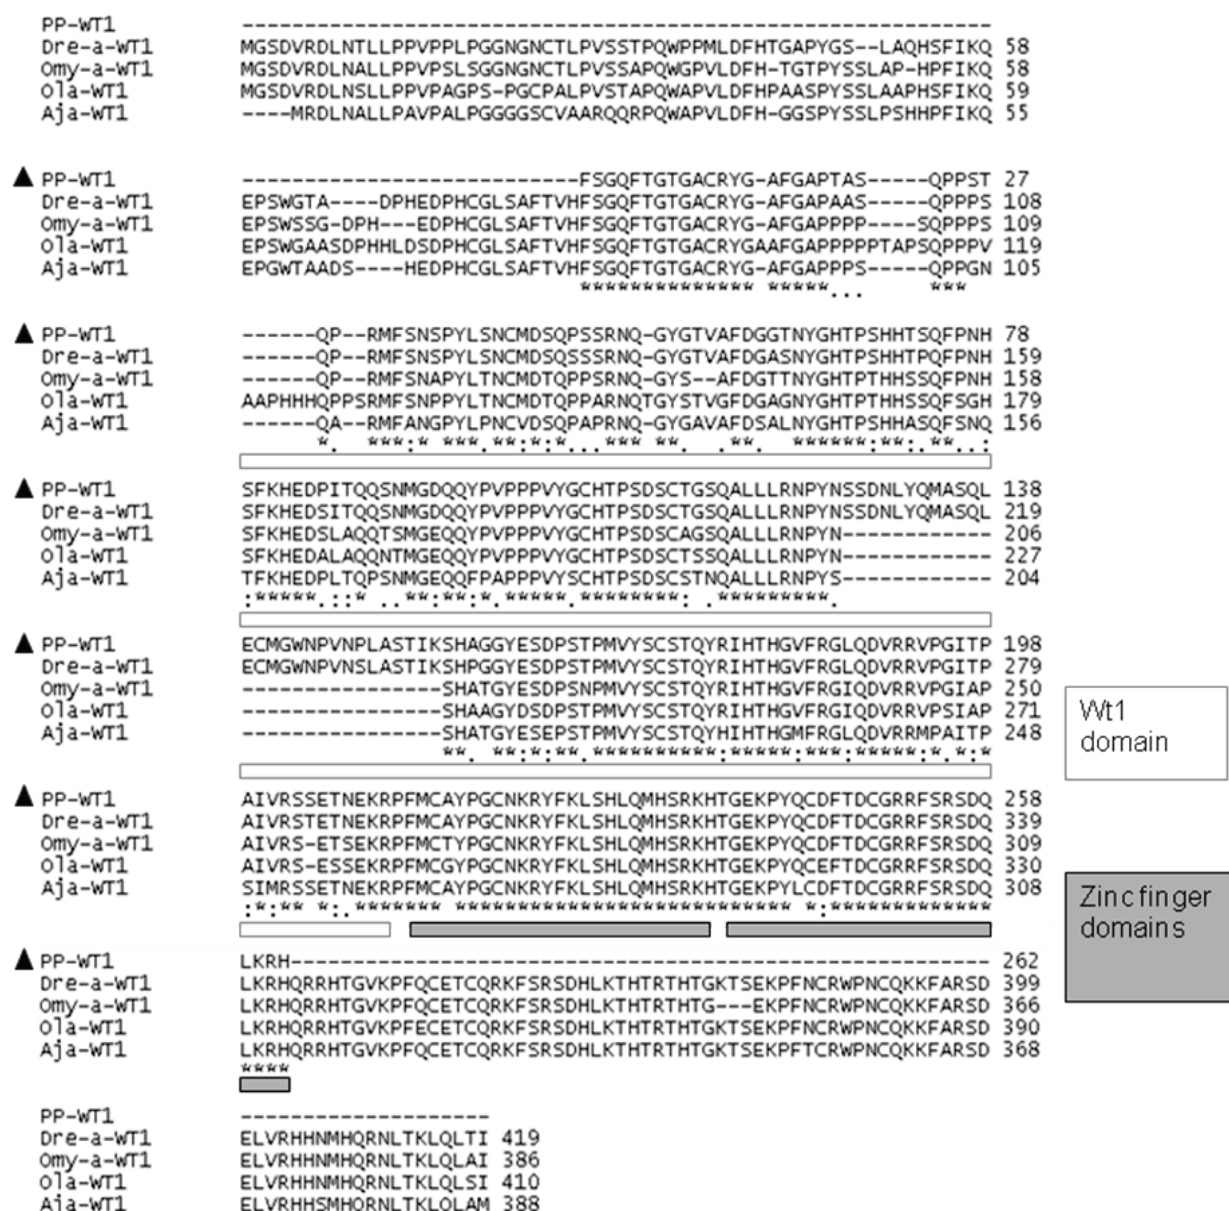 PP-WT1 ------------------------------------------------------------
Dre-a-WT1 MGSDVRDLNTLLPPVPPLPGGNGNCTLPVSSTPQWPPMLDFHTGAPYGS--LAQHSFIKQ 58
Omy-a-WT1 MGSDVRDLNALLPPVPSLSGGNGNCTLPVSSAPQWGPVLDFH-TGTPYSSLAP-HPFIKQ 58
Ola-WT1 MGSDVRDLNSLLPPVPAGPS-PGCPALPVSTAPQWAPVLDFHPAASPYSSLAAPHSFIKQ 59
Aja-WT1 ----MRDLNALLPAVPALPGGGGSCVAARQQRPQWAPVLDFH-GGSPYSSLPSHHPFIKQ 55
▲ PP-WT1 ---------------------------FSGQFTGTGACRYG-AFGAPTAS-----QPPST 27
Dre-a-WT1 EPSWGTA----DPHEDPHCGLSAFTVHFSGQFTGTGACRYG-AFGAPAAS-----QPPPS 108
Omy-a-WT1 EPSWSSG-DPH---EDPHCGLSAFTVHFSGQFTGTGACRYG-AFGAPPPP-----SQPPPS 109
Ola-WT1 EPSWGAASDPHHLDSDPHCGLSAFTVHFSGQFTGTGACRYGAAFGAPPPPPPTAPSQPPPV 119
Aja-WT1 EPGWTAADS----HEDPHCGLSAFTVHFSGQFTGTGACRYG-AFGAPPPS-----QPPGN 105
************** *****... ***
▲ PP-WT1 ------QP--RMFSNSPYLSNCMDSQPSSRNQ-GYGTVAFDGGTNYGHTPSHHTSQFPNH 78
Dre-a-WT1 ------QP--RMFSNSPYLSNCMDSQSSSRNQ-GYGTVAFDGASNYGHTPSHHTPQFPNH 159
Omy-a-WT1 ------QP--RMFSNAPYLTNCMDTQPPSRNQ-GYS--AFDGTTNYGHTPTHHSSQFPNH 158
Ola-WT1 AAPHHHQPPSRMFSNPPYLTNCMDTQPPARNQTGYSTVGFDGAGNYGHTPTHHSSQFSGH 179
Aja-WT1 ------QA--RMFANGPYLPNCVDSQPAPRNQ-GYGAVAFDSALNYGHTPSHHASQFSNQ 156
*. ***:* ***.**:*:*...*** **. .**. ******:**:.**..:
▲ PP-WT1 SFKHEDPITQQSNMGDQQYPVPPPVYGCHTPSDSCTGSQALLLRNPYNSSDNLYQMASQL 138
Dre-a-WT1 SFKHEDSITQQSNMGDQQYPVPPPVYGCHTPSDSCTGSQALLLRNPYNSSDNLYQMASQL 219
Omy-a-WT1 SFKHEDSLAQQTSMGEQQYPVPPPVYGCHTPSDSCAGSQALLLRNPYN------------ 206
Ola-WT1 SFKHEDALAQQNTMGEQQYPVPPPVYGCHTPSDSCTSSQALLLRNPYN------------ 227
Aja-WT1 TFKHEDPLTQPSNMGEQQFPAPPPVYSCHTPSDSCSTNQALLLRNPYS------------ 204
:*****.::* ..**:**:*.*****.********: .*********.
▲ PP-WT1 ECMGWNPVNPLASTIKSHAGGYESDPSTPMVYSCSTQYRIHTHGVFRGLQDVRRVPGITP 198
Dre-a-WT1 ECMGWNPVNSLASTIKSHPGGYESDPSTPMVYSCSTQYRIHTHGVFRGLQDVRRVPGITP 279
Omy-a-WT1 ----------------SHATGYESDPSNPMVYSCSTQYRIHTHGVFRGIQDVRRVPGIAP 250
Ola-WT1 ----------------SHAAGYDSDPSTPMVYSCSTQYRIHTHGVFRGIQDVRRVPSIAP 271
Aja-WT1 ----------------SHATGYESEPSTPMVYSCSTQYHIHTHGMFRGLQDVRRMPAITP 248
**. **:*:**.**********:*****:***:*****:*.*:*
▲ PP-WT1 AIVRSSETNEKRPFMCAYPGCNKRYFKLSHLQMHSRKHTGEKPYQCDFTDCGRRFSRSDQ 258
Dre-a-WT1 AIVRSTETNEKRPFMCAYPGCNKRYFKLSHLQMHSRKHTGEKPYQCDFTDCGRRFSRSDQ 339
Omy-a-WT1 AIVRS-ETSEKRPFMCTYPGCNKRYFKLSHLQMHSRKHTGEKPYQCDFTDCGRRFSRSDQ 309
Ola-WT1 AIVRS-ESSEKRPFMCGYPGCNKRYFKLSHLQMHSRKHTGEKPYQCEFTDCGRRFSRSDQ 330
Aja-WT1 SIMRSSETNEKRPFMCAYPGCNKRYFKLSHLQMHSRKHTGEKPYLCDFTDCGRRFSRSDQ 308
:*:** *:.******* *************************** *:*************
Wt1
domain
Zinc finger
domains
▲ PP-WT1 LKRH-------------------------------------------------------- 262
Dre-a-WT1 LKRHQRRHTGVKPFQCETCQRKFSRSDHLKTHTRTHTGKTSEKPFNCRWPNCQKKFARSD 399
Omy-a-WT1 LKRHQRRHTGVKPFQCETCQRKFSRSDHLKTHTRTHTG---EKPFNCRWPNCQKKFARSD 366
Ola-WT1 LKRHQRRHTGVKPFECETCQRKFSRSDHLKTHTRTHTGKTSEKPFNCRWPNCQKKFARSD 390
Aja-WT1 LKRHQRRHTGVKPFQCETCQRKFSRSDHLKTHTRTHTGKTSEKPFTCRWPNCQKKFARSD 368
****
PP-WT1 --------------------
Dre-a-WT1 ELVRHHNMHQRNLTKLQLTI 419
Omy-a-WT1 ELVRHHNMHQRNLTKLQLAI 386
Ola-WT1 ELVRHHNMHQRNLTKLQLSI 410
Aja-WT1 ELVRHHSMHQRNLTKLQLAM 388